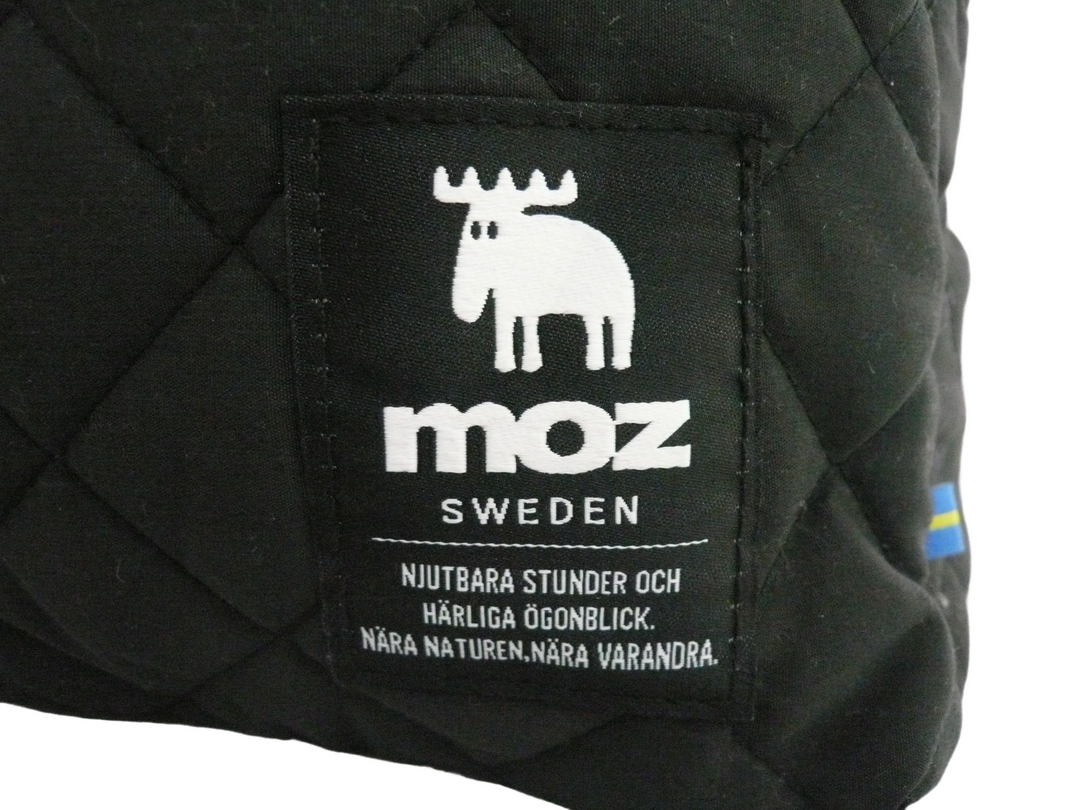 moz
SWEDEN
NJUTBARA STUNDER OCH
HÄRLIGA ÖGONBLICK.
NÄRA NATUREN,NÄRA VARANDRA.